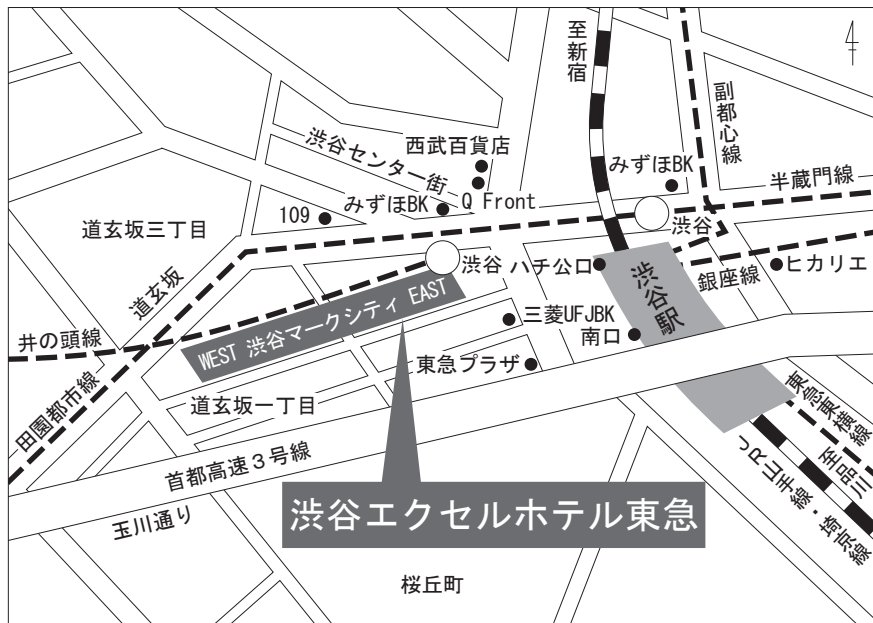 至新宿
副都心線
西武百貨店
渋谷センター街
みずほBK
半蔵門線
109
みずほBK
Q Front
道玄坂三丁目
渋谷
渋谷
ハチ公口
渋谷駅
銀座線
ヒカリエ
道玄坂
WEST 渋谷マークシティ EAST
三菱UFJBK
南口
井の頭線
東急プラザ
田園都市線
道玄坂一丁目
東急東横線
至品川
JR山手線・埼京線
首都高速3号線
玉川通り
渋谷エクセルホテル東急
桜丘町